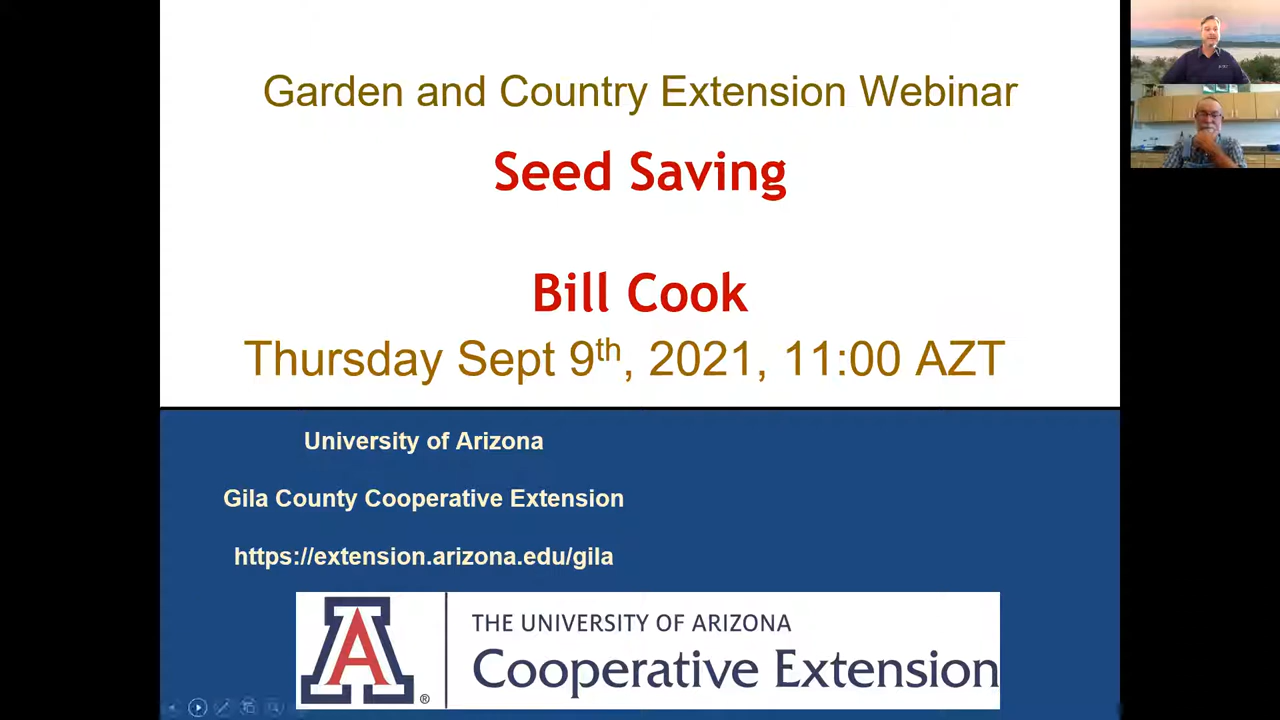 Garden and Country Extension Webinar
Seed Saving
Bill Cook
Thursday Sept 9th, 2021, 11:00 AZT
University of Arizona
Gila County Cooperative Extension
https://extension.arizona.edu/gila
A ®
THE UNIVERSITY OF ARIZONA
Cooperative Extension